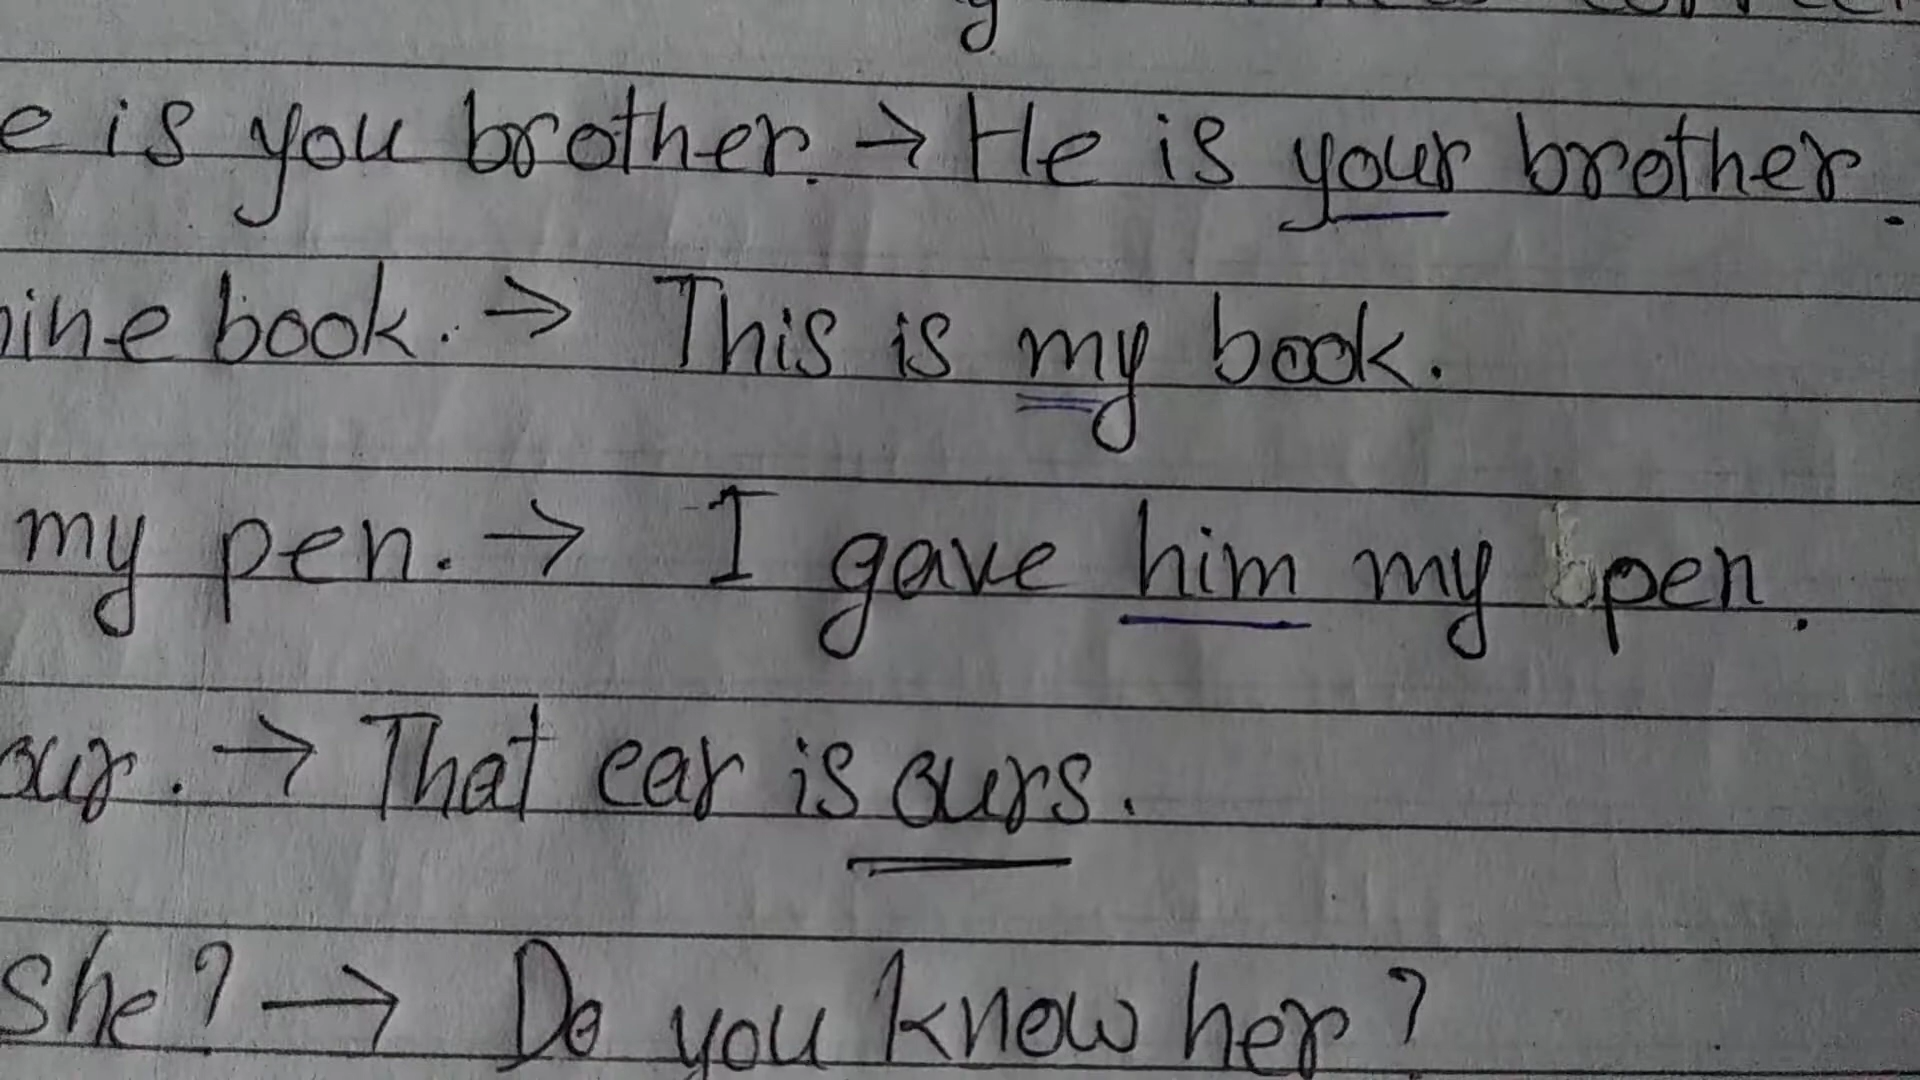 e is you brother. → He is your brother.
ine book. → This is my book.
my pen. → I gave him my pen.
our. → That car is ours.
She? → Do you know her?